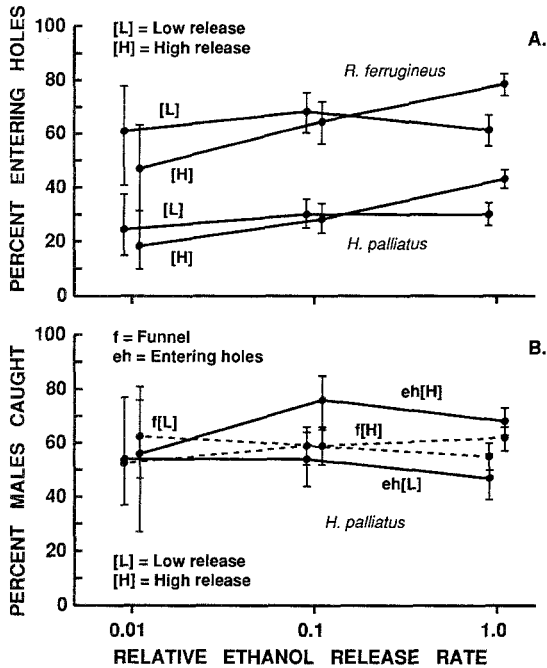 PERCENT ENTERING HOLES
100
80
60
40
20
0
[L] = Low release
[H] = High release
A.
R. ferrugineus
[L]
[H]
[L]
[H]
H. palliatus
PERCENT MALES CAUGHT
100
80
60
40
20
0
f = Funnel
eh = Entering holes
B.
eh[H]
f[L]
f[H]
eh[L]
H. palliatus
[L] = Low release
[H] = High release
0.01
0.1
1.0
RELATIVE ETHANOL RELEASE RATE